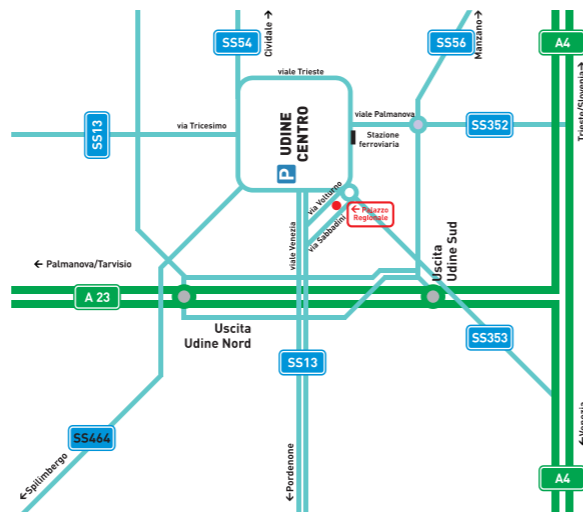 SS54
Cividale→
SS56
Manzano→
A4
Trieste/Slovenia→
viale Trieste
SS13
via Tricesimo
UDINE
CENTRO
P
viale Palmanova
SS352
Stazione
ferroviaria
via Volturno
← Palazzo
Regionale
via Sabbadini
viale Venezia
← Palmanova/Tarvisio
A 23
Uscita
Udine Nord
Uscita
Udine Sud
SS353
SS13
SS464
←Spilimbergo
←Pordenone
←Venezia
A4